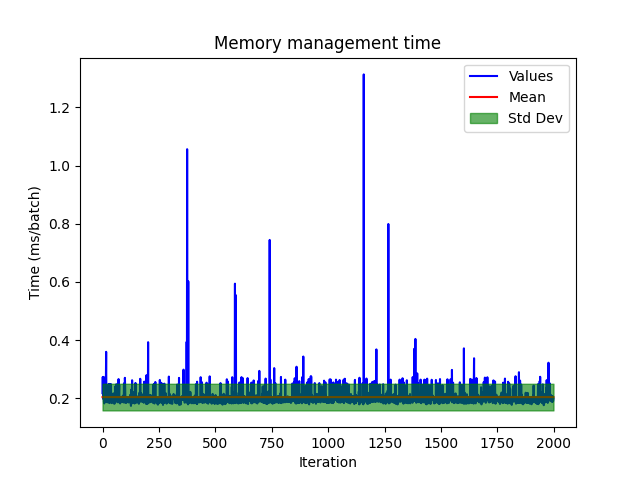 Memory management time
Values
Mean
Std Dev
1.2
1.0
0.8
0.6
0.4
0.2
Time (ms/batch)
0 250 500 750 1000 1250 1500 1750 2000
Iteration